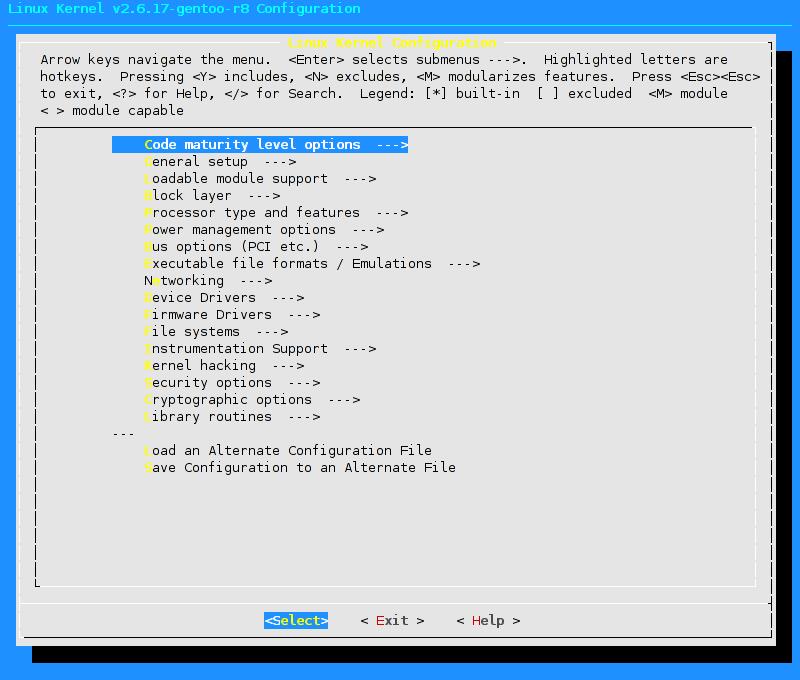 Linux Kernel v2.6.17-gentoo-r8 Configuration
Linux Kernel Configuration
Arrow keys navigate the menu.  <Enter> selects submenus --->.  Highlighted letters are
hotkeys.  Pressing <Y> includes, <N> excludes, <M> modularizes features.  Press <Esc><Esc>
to exit, <?> for Help, </> for Search.  Legend: [*] built-in  [ ] excluded  <M> module
< > module capable
Code maturity level options  --->
General setup  --->
Loadable module support  --->
Block layer  --->
Processor type and features  --->
Power management options  --->
Bus options (PCI etc.)  --->
Executable file formats / Emulations  --->
Networking  --->
Device Drivers  --->
Firmware Drivers  --->
File systems  --->
Instrumentation Support  --->
Kernel hacking  --->
Security options  --->
Cryptographic options  --->
Library routines  --->
---
Load an Alternate Configuration File
Save Configuration to an Alternate File
<Select>    < Exit >    < Help >